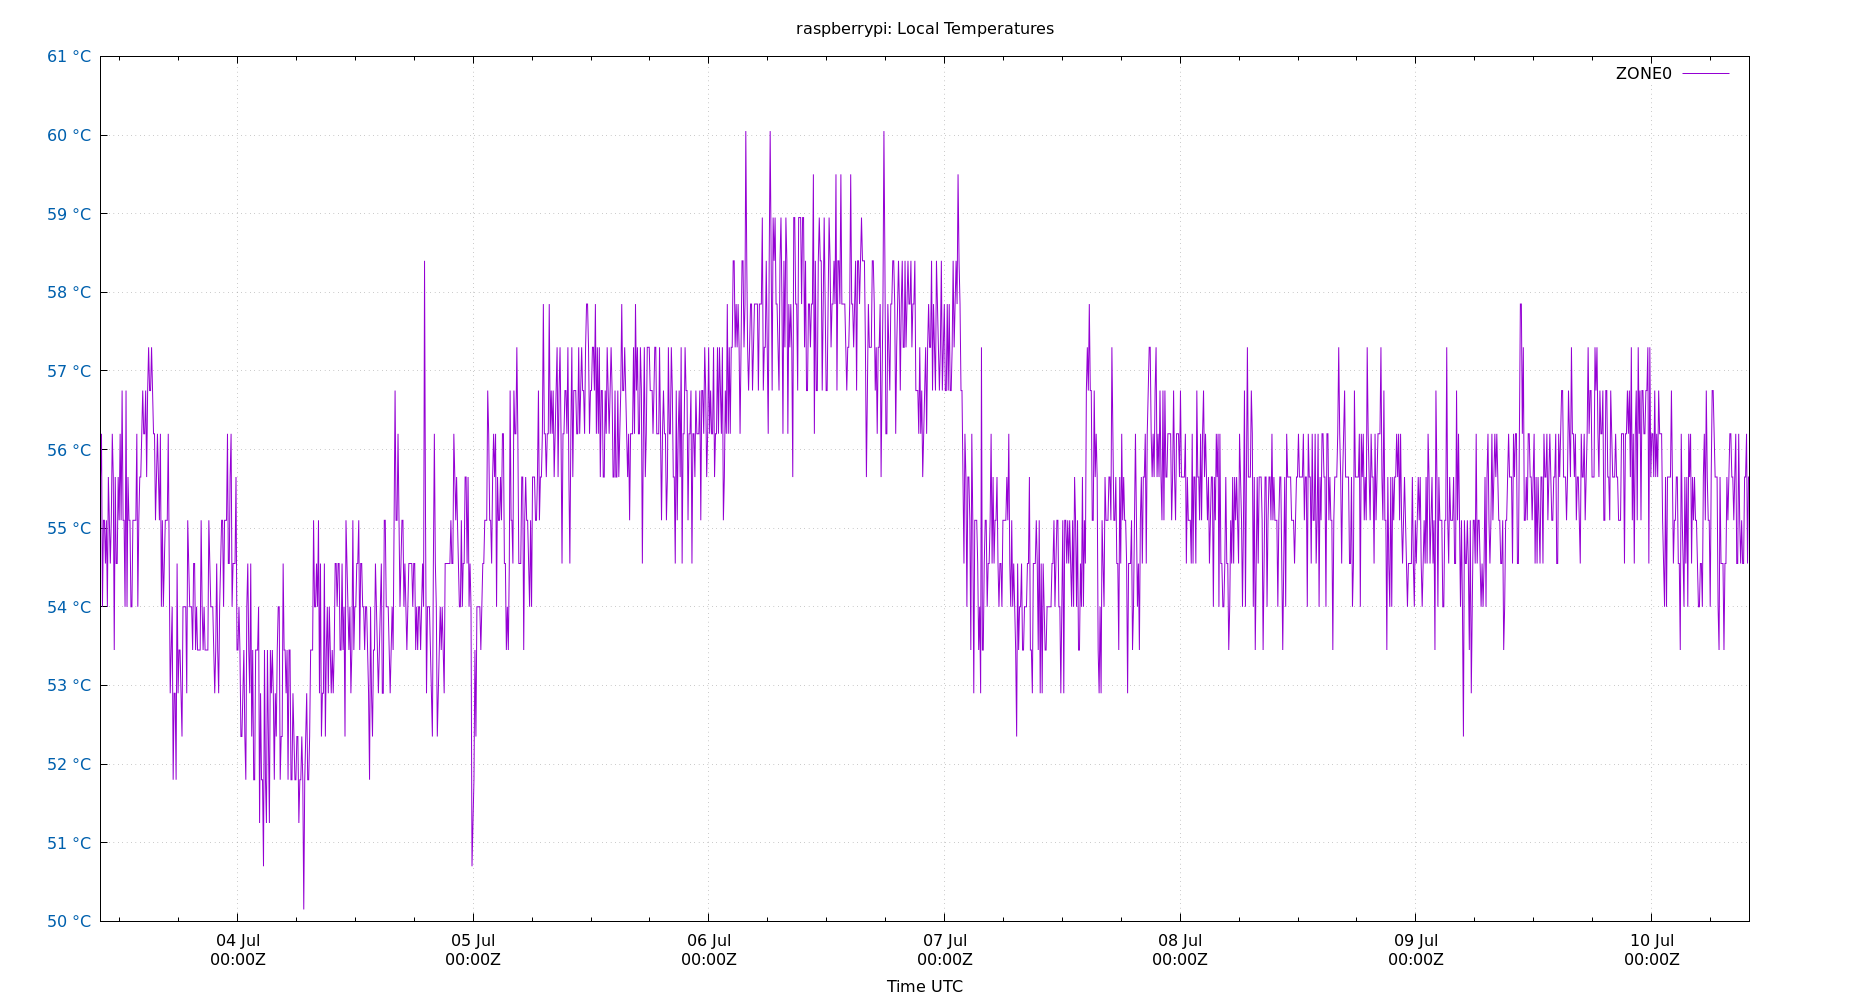 raspberrypi: Local Temperatures
61 °C
ZONE0
60 °C
59 °C
58 °C
57 °C
56 °C
55 °C
54 °C
53 °C
52 °C
51 °C
50 °C
04 Jul 05 Jul 06 Jul 07 Jul 08 Jul 09 Jul 10 Jul
00:00Z 00:00Z 00:00Z 00:00Z 00:00Z 00:00Z 00:00Z
Time UTC